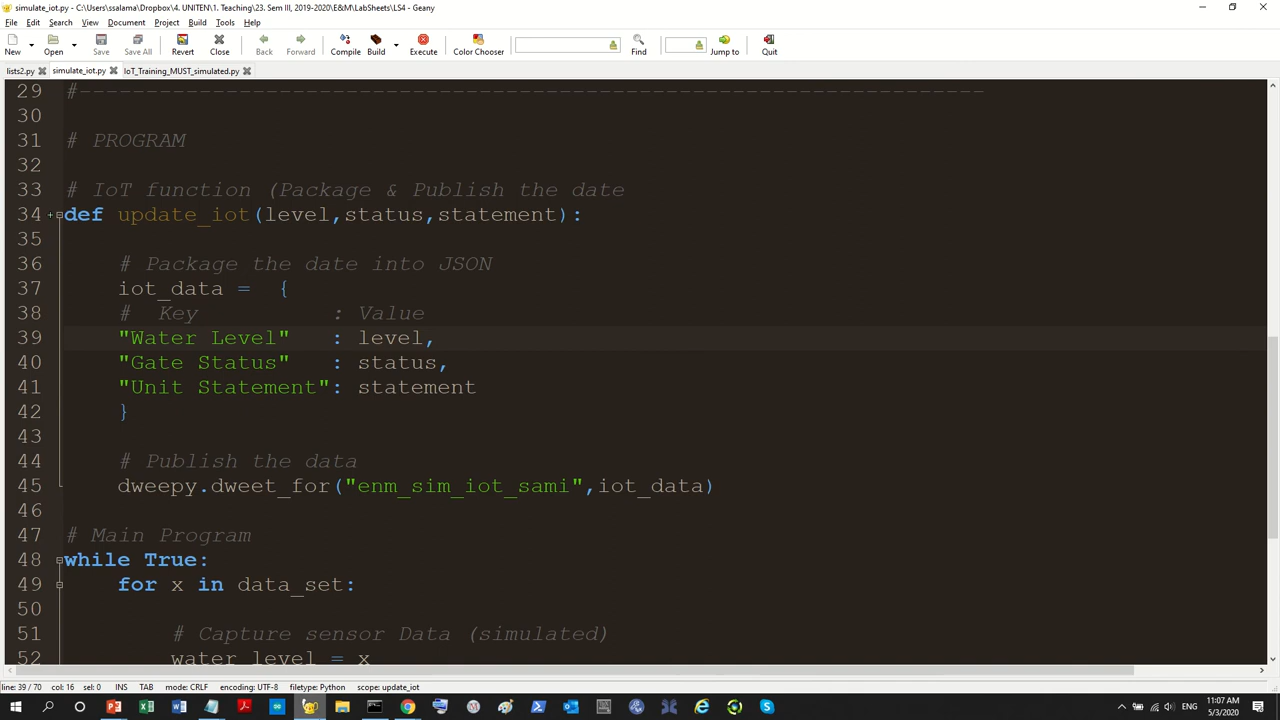 simulate_iot.py - C:\Users\ssalama\Dropbox\4. UNITEN\1. Teaching\23. Sem III, 2019-2020\E&M\LabSheets\LS4 - Geany
File Edit Search View Document Project Build Tools Help
New Open Save Save All Revert Close Back Forward Compile Build Execute Color Chooser Find Jump to Quit
lists2.py simulate_iot.py IoT_Training_MUST_simulated.py
29 #--------------------------------------------------------------------
30
31 # PROGRAM
32
33 # IoT function (Package & Publish the date
34 def update_iot(level,status,statement):
35
36 # Package the date into JSON
37 iot_data = {
38 # Key : Value
39 "Water Level" : level,
40 "Gate Status" : status,
41 "Unit Statement": statement
42 }
43
44 # Publish the data
45 dweepy.dweet_for("enm_sim_iot_sami",iot_data)
46
47 # Main Program
48 while True:
49 for x in data_set:
50
51 # Capture sensor Data (simulated)
52 water_level = x
line: 39 / 70 col: 16 sel: 0 INS TAB mode: CRLF encoding: UTF-8 filetype: Python scope: update_iot
ENG 11:07 AM
5/3/2020